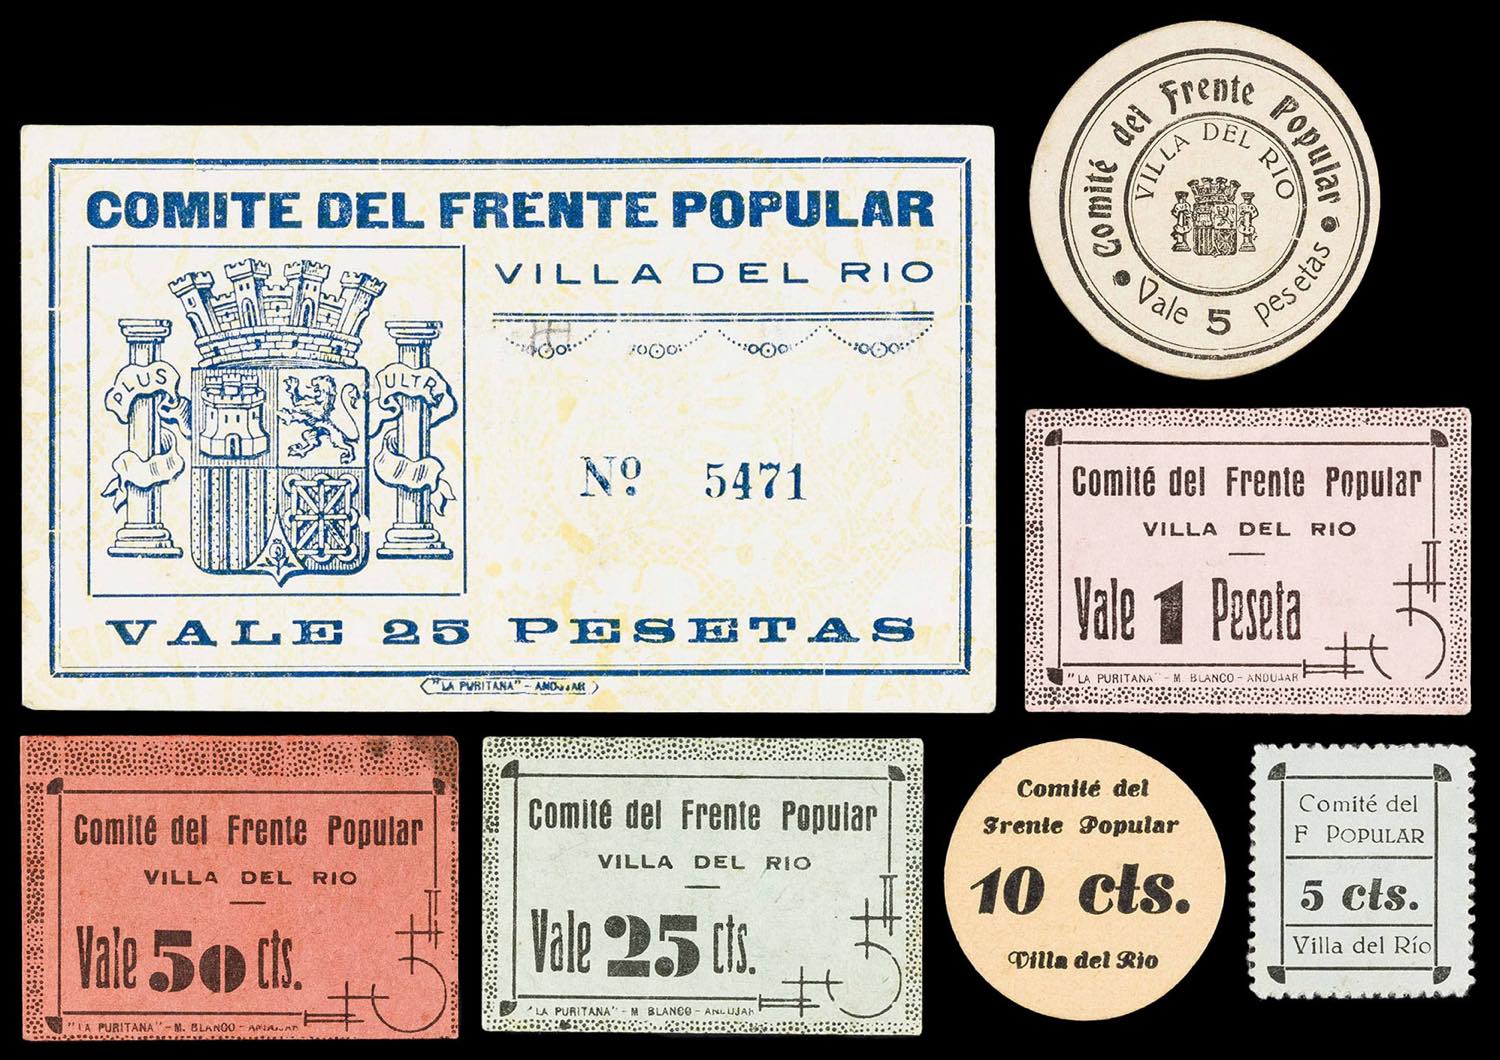 COMITE DEL FRENTE POPULAR
VILLA DEL RIO
PLUS ULTRA
Nº 5471
VALE 25 PESETAS
"LA PURITANA" - ANDUJAR
Comité del Frente Popular
VILLA DEL RIO
Vale 5 pesetas
Comité del Frente Popular
VILLA DEL RIO
Vale 1 Peseta
"LA PURITANA" - M. BLANCO - ANDUJAR
Comité del Frente Popular
VILLA DEL RIO
Vale 50 cts.
"LA PURITANA" - M. BLANCO - ANDUJAR
Comité del Frente Popular
VILLA DEL RIO
Vale 25 cts.
"LA PURITANA" - M BLANCO - ANDUJAR
Comité del
Frente Popular
10 cts.
Villa del Rio
Comité del
F POPULAR
5 cts.
Villa del Río